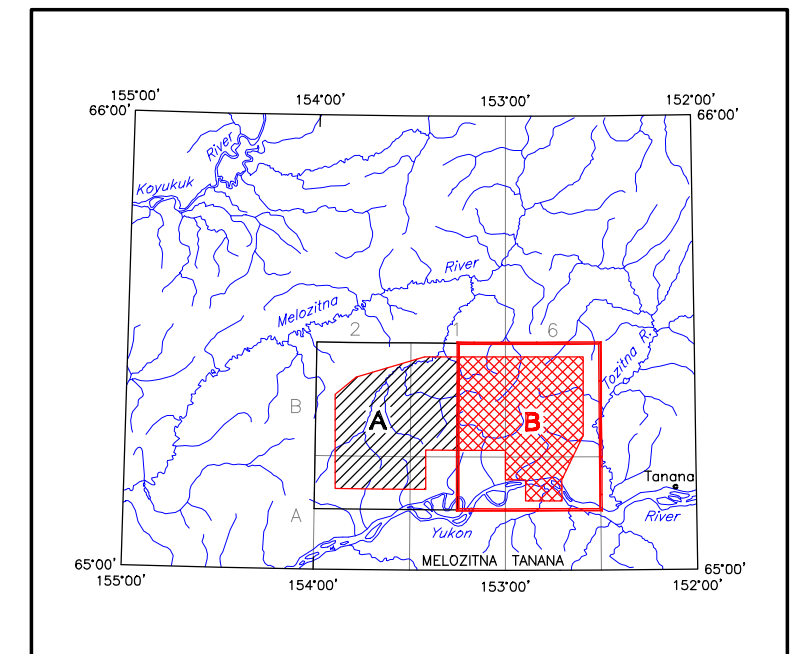 155°00' 154°00' 153°00' 152°00'
66°00' 66°00'
River
Koyukuk
River
Melozitna
2 1 6
Tozitna R.
B
A B
Tanana
A
River
Yukon
MELOZITNA TANANA
65°00' 65°00'
155°00' 154°00' 153°00' 152°00'